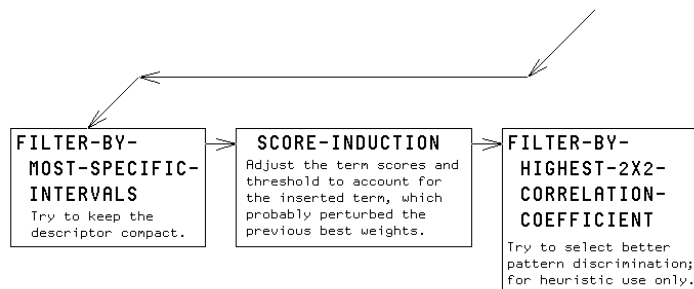 FILTER-BY-
MOST-SPECIFIC-
INTERVALS
Try to keep the
descriptor compact.
SCORE-INDUCTION
Adjust the term scores and
threshold to account for
the inserted term, which
probably perturbed the
previous best weights.
FILTER-BY-
HIGHEST-2X2-
CORRELATION-
COEFFICIENT
Try to select better
pattern discrimination;
for heuristic use only.